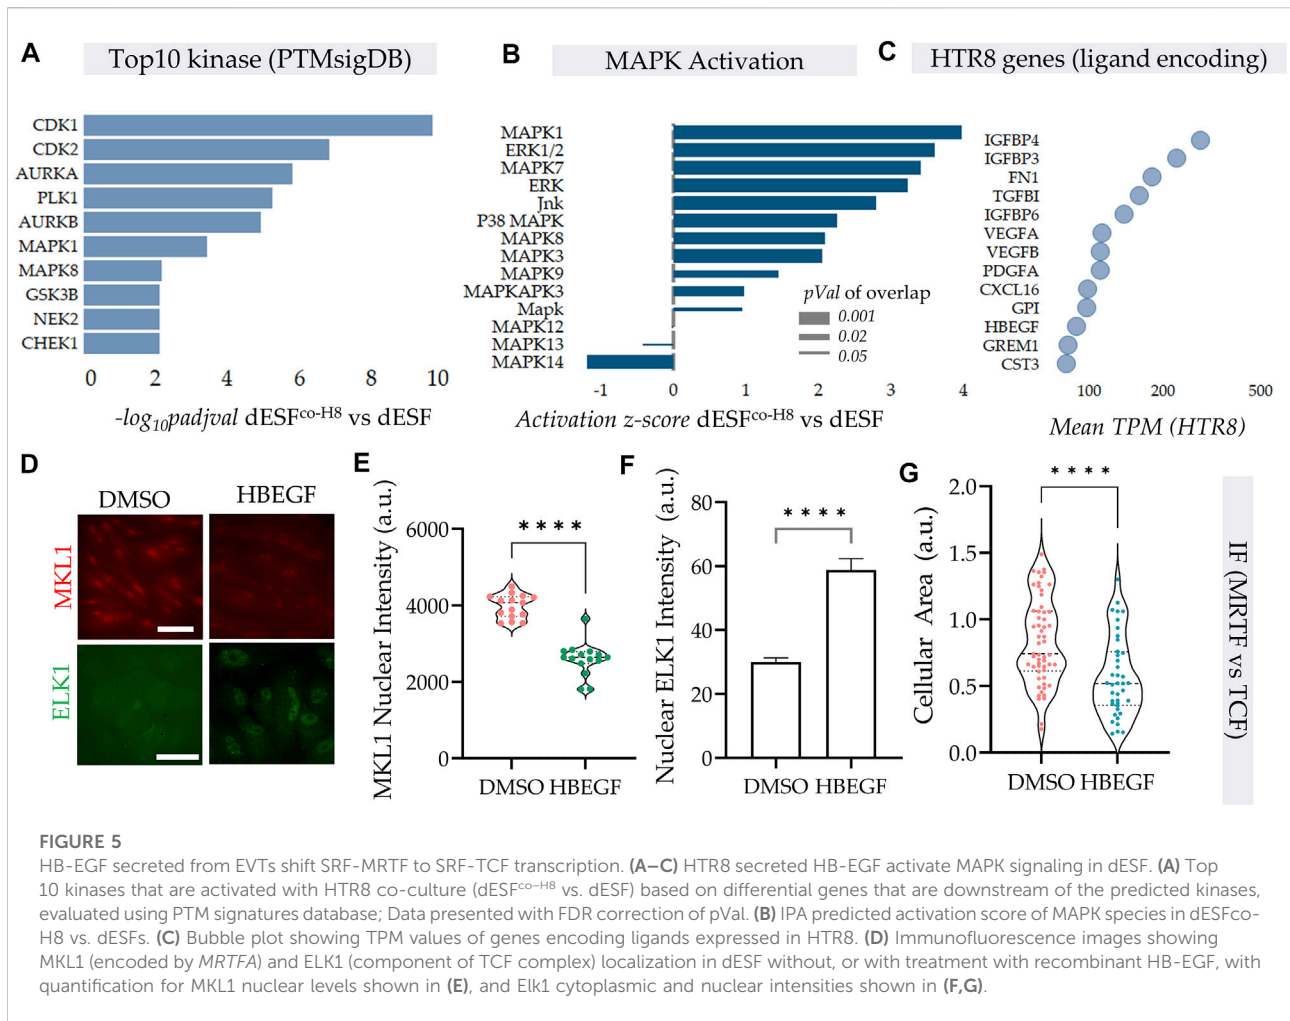 A
Top10 kinase (PTMsigDB)
CDK1
CDK2
AURKA
PLK1
AURKB
MAPK1
MAPK8
GSK3B
NEK2
CHEK1
0 2 4 6 8 10
-log10padjval dESFco-H8 vs dESF
B
MAPK Activation
MAPK1
ERK1/2
MAPK7
ERK
Jnk
P38 MAPK
MAPK8
MAPK3
MAPK9
MAPKAPK3
Mapk
MAPK12
MAPK13
MAPK14
pVal of overlap
0.001
0.02
0.05
-1 0 1 2 3 4
Activation z-score dESFco-H8 vs dESF
C
HTR8 genes (ligand encoding)
IGFBP4
IGFBP3
FN1
TGFBI
IGFBP6
VEGFA
VEGFB
PDGFA
CXCL16
GPI
HBEGF
GREM1
CST3
100 200 500
Mean TPM (HTR8)
D
DMSO HBEGF
MKL1
ELK1
E
MKL1 Nuclear Intensity (a.u.)
6000
4000
2000
0
****
DMSO HBEGF
F
Nuclear ELK1 Intensity (a.u.)
80
60
40
20
0
****
DMSO HBEGF
G
Cellular Area (a.u.)
2.0
1.5
1.0
0.5
0.0
****
DMSO HBEGF
IF (MRTF vs TCF)
FIGURE 5
HB-EGF secreted from EVTs shift SRF-MRTF to SRF-TCF transcription. (A–C) HTR8 secreted HB-EGF activate MAPK signaling in dESF. (A) Top
10 kinases that are activated with HTR8 co-culture (dESFco–H8 vs. dESF) based on differential genes that are downstream of the predicted kinases,
evaluated using PTM signatures database; Data presented with FDR correction of pVal. (B) IPA predicted activation score of MAPK species in dESFco-
H8 vs. dESFs. (C) Bubble plot showing TPM values of genes encoding ligands expressed in HTR8. (D) Immunofluorescence images showing
MKL1 (encoded by MRTFA) and ELK1 (component of TCF complex) localization in dESF without, or with treatment with recombinant HB-EGF, with
quantification for MKL1 nuclear levels shown in (E), and Elk1 cytoplasmic and nuclear intensities shown in (F,G).